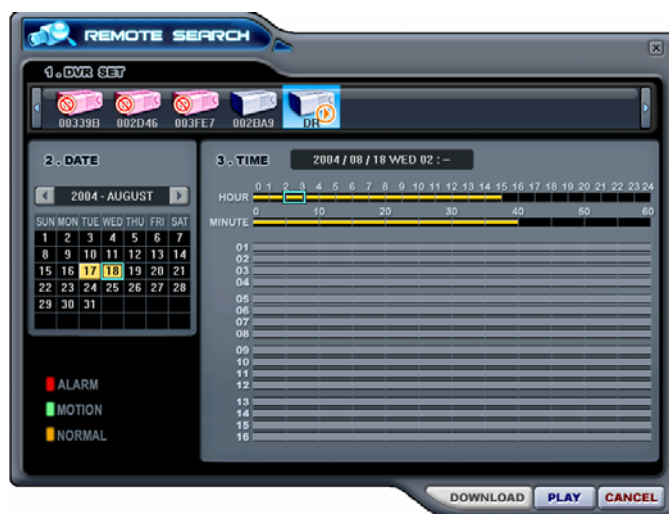 REMOTE SEARCH
1. DVR SET
00339B 002D46 003FE7 002BA9 DR
2. DATE
2004 - AUGUST
SUN MON TUE WED THU FRI SAT
1 2 3 4 5 6 7
8 9 10 11 12 13 14
15 16 17 18 19 20 21
22 23 24 25 26 27 28
29 30 31
ALARM
MOTION
NORMAL
3. TIME 2004 / 08 / 18 WED 02 : --
0 1 2 3 4 5 6 7 8 9 10 11 12 13 14 15 16 17 18 19 20 21 22 23 24
HOUR
0 10 20 30 40 50 60
MINUTE
01
02
03
04
05
06
07
08
09
10
11
12
13
14
15
16
DOWNLOAD PLAY CANCEL